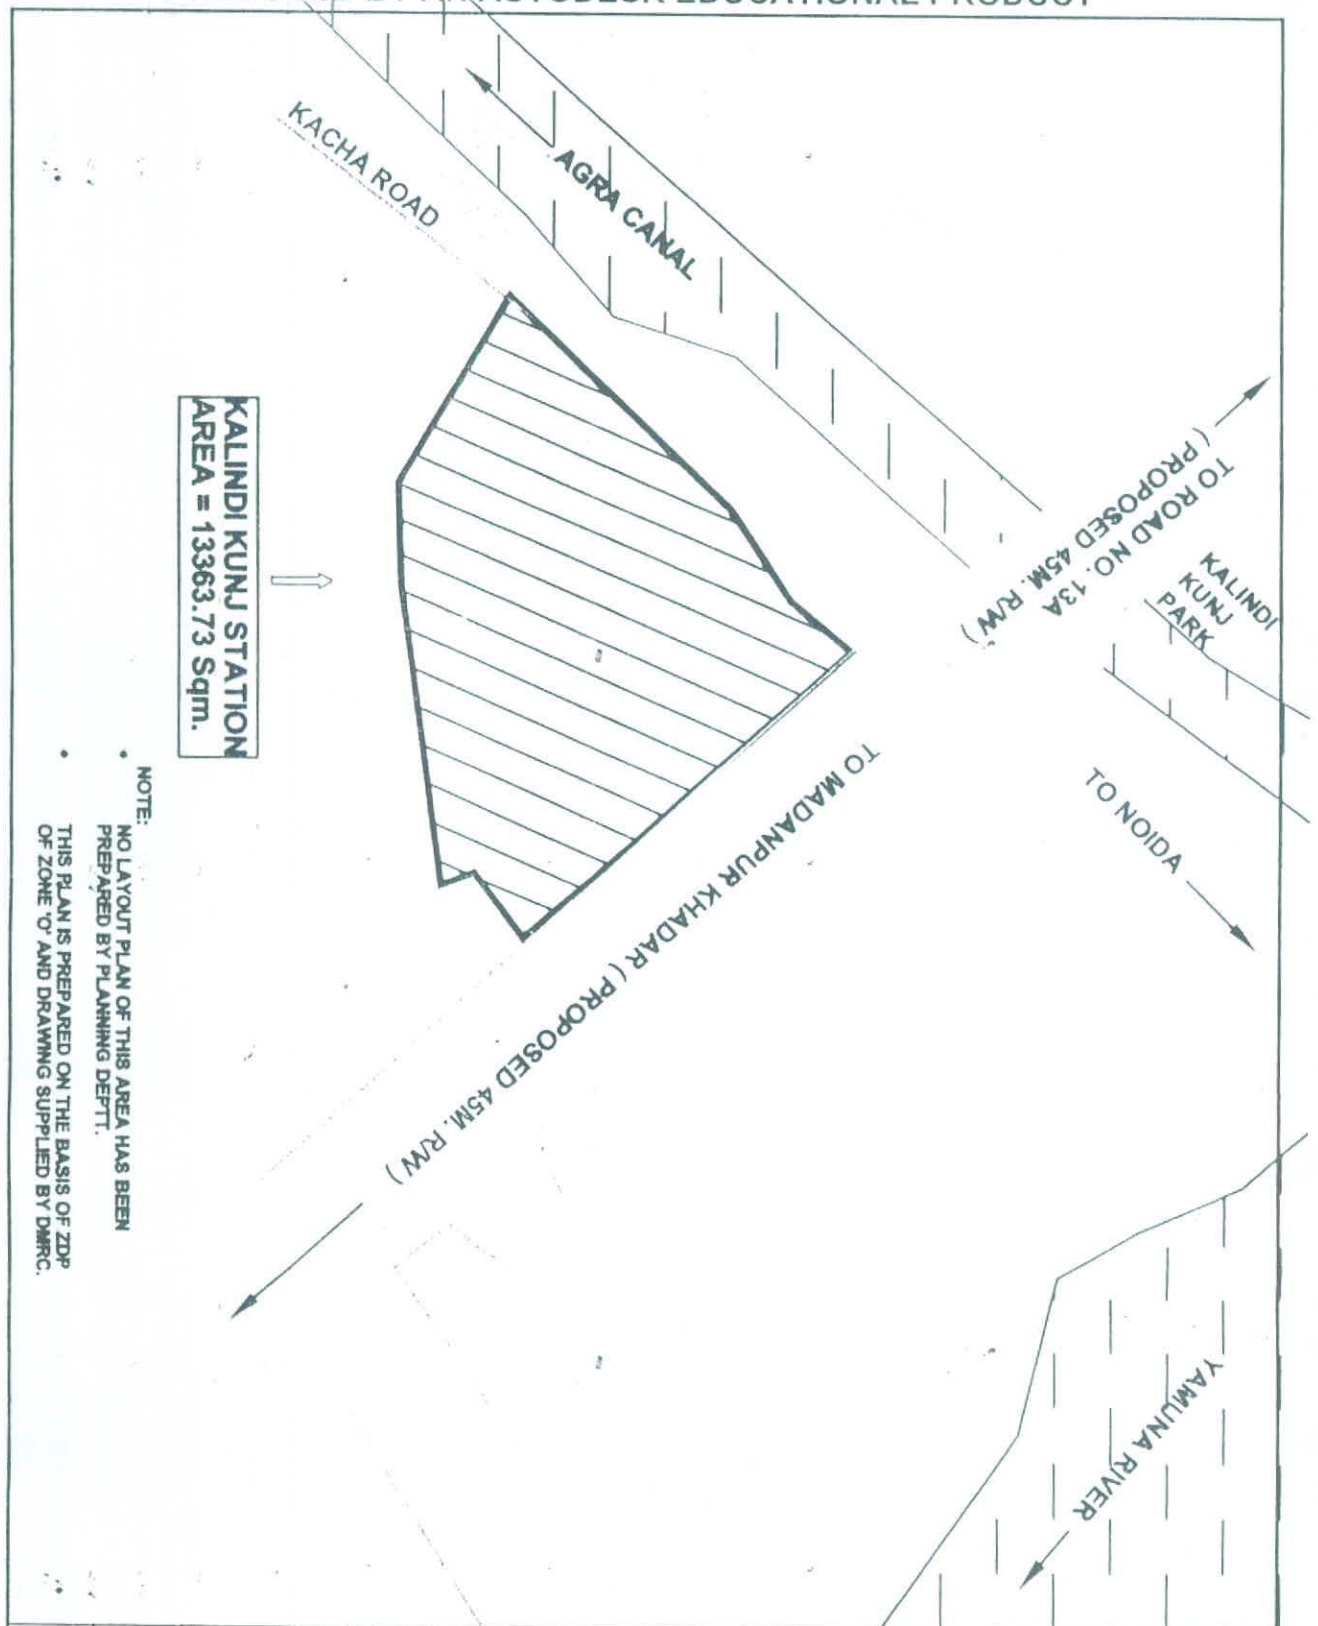 AUTODESK EDUCATIONAL PRODUCT
KACHA ROAD
AGRA CANAL
TO ROAD NO. 13A
( PROPOSED 45M. R/W )
KALINDI
KUNJ
PARK
TO NOIDA
TO MADANPUR KHADAR ( PROPOSED 45M. R/W )
YAMUNA RIVER
KALINDI KUNJ STATION
AREA = 13363.73 Sqm.
NOTE:
• NO LAYOUT PLAN OF THIS AREA HAS BEEN
PREPARED BY PLANNING DEPTT.
• THIS PLAN IS PREPARED ON THE BASIS OF ZDP
OF ZONE 'O' AND DRAWING SUPPLIED BY DMRC.